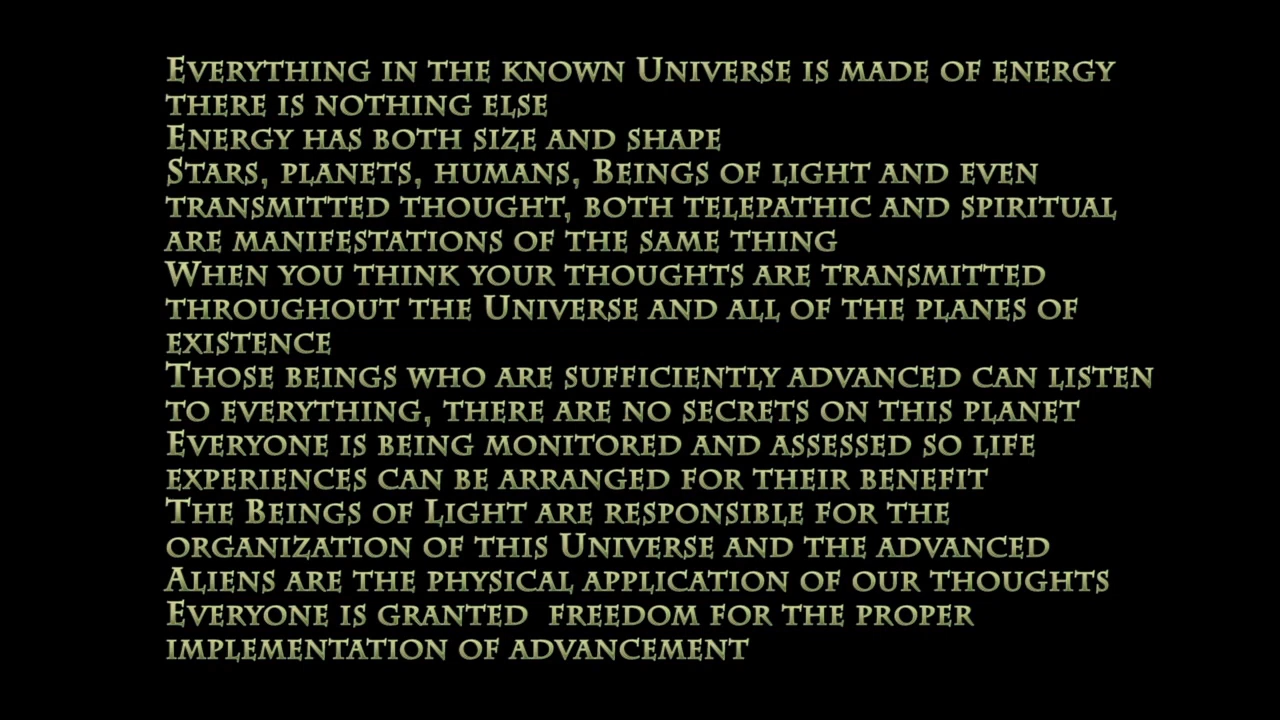 Everything in the known Universe is made of energy
there is nothing else
Energy has both size and shape
Stars, planets, humans, Beings of light and even
transmitted thought, both telepathic and spiritual
are manifestations of the same thing
When you think your thoughts are transmitted
throughout the Universe and all of the planes of
existence
Those beings who are sufficiently advanced can listen
to everything, there are no secrets on this planet
Everyone is being monitored and assessed so life
experiences can be arranged for their benefit
The Beings of Light are responsible for the
organization of this Universe and the advanced
Aliens are the physical application of our thoughts
Everyone is granted  freedom for the proper
implementation of advancement